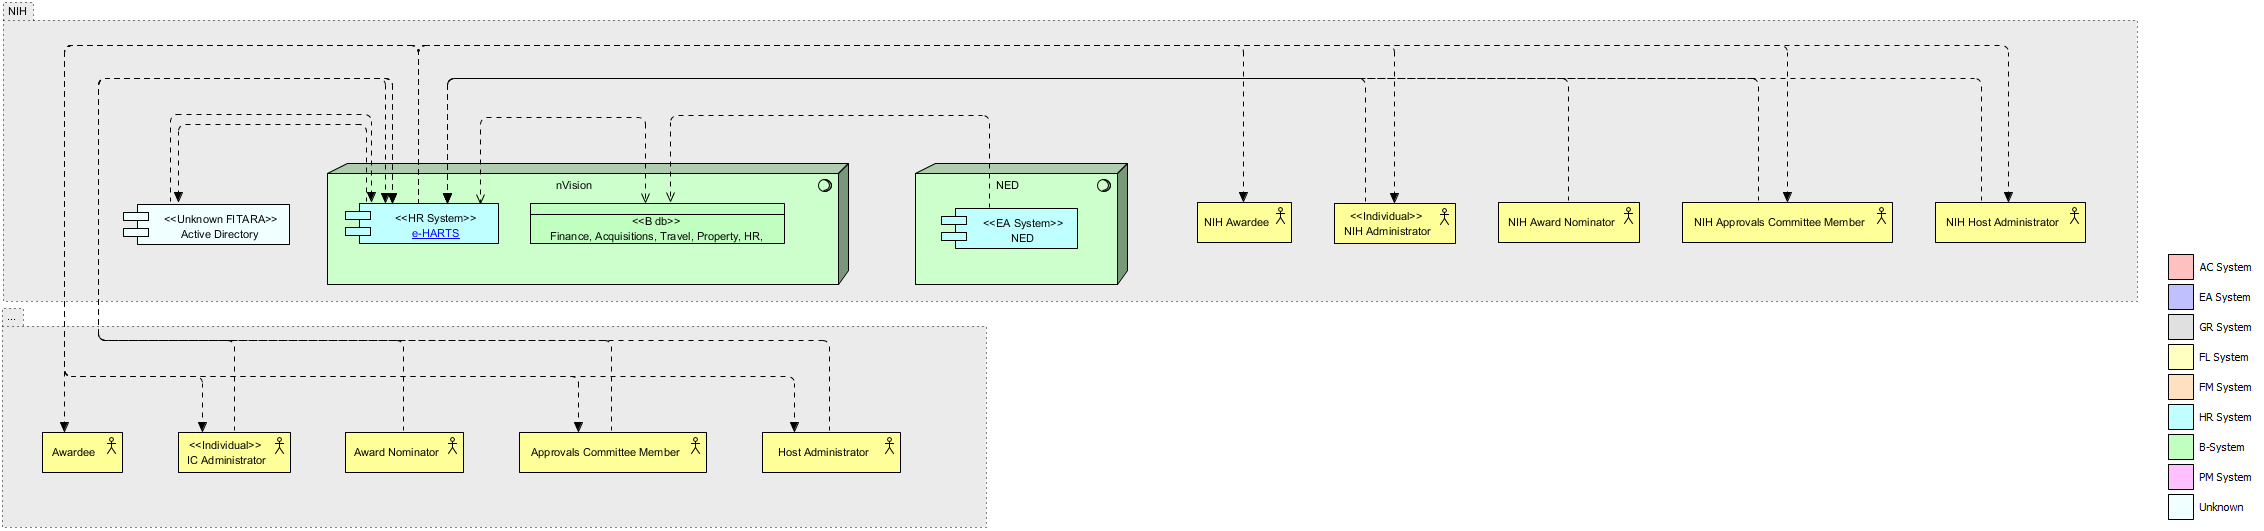 NIH
nVision
NED
<<Unknown FITARA>>
Active Directory
<<HR System>>
e-HARTS
<<B db>>
Finance, Acquisitions, Travel, Property, HR,
<<EA System>>
NED
NIH Awardee
<<Individual>>
NIH Administrator
NIH Award Nominator
NIH Approvals Committee Member
NIH Host Administrator
...
Awardee
<<Individual>>
IC Administrator
Award Nominator
Approvals Committee Member
Host Administrator
AC System
EA System
GR System
FL System
FM System
HR System
B-System
PM System
Unknown